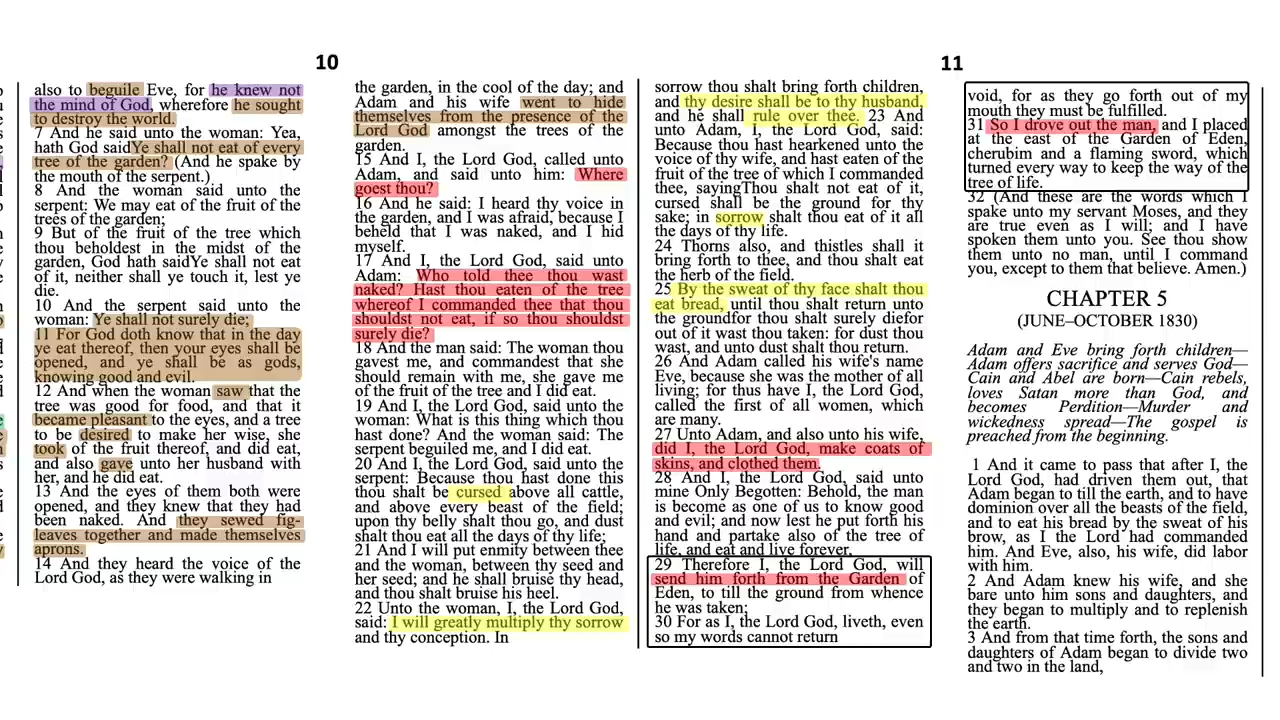 10
11
also to beguile Eve, for he knew not
the mind of God, wherefore he sought
to destroy the world.
7 And he said unto the woman: Yea,
hath God saidYe shall not eat of every
tree of the garden? (And he spake by
the mouth of the serpent.)
8 And the woman said unto the
serpent: We may eat of the fruit of the
trees of the garden;
9 But of the fruit of the tree which
thou beholdest in the midst of the
garden, God hath saidYe shall not eat
of it, neither shall ye touch it, lest ye
die.
10 And the serpent said unto the
woman: Ye shall not surely die;
11 For God doth know that in the day
ye eat thereof, then your eyes shall be
opened, and ye shall be as gods,
knowing good and evil.
12 And when the woman saw that the
tree was good for food, and that it
became pleasant to the eyes, and a tree
to be desired to make her wise, she
took of the fruit thereof, and did eat,
and also gave unto her husband with
her, and he did eat.
13 And the eyes of them both were
opened, and they knew that they had
been naked. And they sewed fig-
leaves together and made themselves
aprons.
14 And they heard the voice of the
Lord God, as they were walking in
the garden, in the cool of the day; and
Adam and his wife went to hide
themselves from the presence of the
Lord God amongst the trees of the
garden.
15 And I, the Lord God, called unto
Adam, and said unto him: Where
goest thou?
16 And he said: I heard thy voice in
the garden, and I was afraid, because I
beheld that I was naked, and I hid
myself.
17 And I, the Lord God, said unto
Adam: Who told thee thou wast
naked? Hast thou eaten of the tree
whereof I commanded thee that thou
shouldst not eat, if so thou shouldst
surely die?
18 And the man said: The woman thou
gavest me, and commandest that she
should remain with me, she gave me
of the fruit of the tree and I did eat.
19 And I, the Lord God, said unto the
woman: What is this thing which thou
hast done? And the woman said: The
serpent beguiled me, and I did eat.
20 And I, the Lord God, said unto the
serpent: Because thou hast done this
thou shalt be cursed above all cattle,
and above every beast of the field;
upon thy belly shalt thou go, and dust
shalt thou eat all the days of thy life;
21 And I will put enmity between thee
and the woman, between thy seed and
her seed; and he shall bruise thy head,
and thou shalt bruise his heel.
22 Unto the woman, I, the Lord God,
said: I will greatly multiply thy sorrow
and thy conception. In
sorrow thou shalt bring forth children,
and thy desire shall be to thy husband,
and he shall rule over thee. 23 And
unto Adam, I, the Lord God, said:
Because thou hast hearkened unto the
voice of thy wife, and hast eaten of the
fruit of the tree of which I commanded
thee, sayingThou shalt not eat of it,
cursed shall be the ground for thy
sake; in sorrow shalt thou eat of it all
the days of thy life.
24 Thorns also, and thistles shall it
bring forth to thee, and thou shalt eat
the herb of the field.
25 By the sweat of thy face shalt thou
eat bread, until thou shalt return unto
the groundfor thou shalt surely diefor
out of it wast thou taken: for dust thou
wast, and unto dust shalt thou return.
26 And Adam called his wife's name
Eve, because she was the mother of all
living; for thus have I, the Lord God,
called the first of all women, which
are many.
27 Unto Adam, and also unto his wife,
did I, the Lord God, make coats of
skins, and clothed them.
28 And I, the Lord God, said unto
mine Only Begotten: Behold, the man
is become as one of us to know good
and evil; and now lest he put forth his
hand and partake also of the tree of
life, and eat and live forever,
29 Therefore I, the Lord God, will
send him forth from the Garden of
Eden, to till the ground from whence
he was taken;
30 For as I, the Lord God, liveth, even
so my words cannot return
void, for as they go forth out of my
mouth they must be fulfilled.
31 So I drove out the man, and I placed
at the east of the Garden of Eden,
cherubim and a flaming sword, which
turned every way to keep the way of the
tree of life.
32 (And these are the words which I
spake unto my servant Moses, and they
are true even as I will; and I have
spoken them unto you. See thou show
them unto no man, until I command
you, except to them that believe. Amen.)
CHAPTER 5
(JUNE–OCTOBER 1830)
Adam and Eve bring forth children—
Adam offers sacrifice and serves God—
Cain and Abel are born—Cain rebels,
loves Satan more than God, and
becomes Perdition—Murder and
wickedness spread—The gospel is
preached from the beginning.
1 And it came to pass that after I, the
Lord God, had driven them out, that
Adam began to till the earth, and to have
dominion over all the beasts of the field,
and to eat his bread by the sweat of his
brow, as I the Lord had commanded
him. And Eve, also, his wife, did labor
with him.
2 And Adam knew his wife, and she
bare unto him sons and daughters, and
they began to multiply and to replenish
the earth.
3 And from that time forth, the sons and
daughters of Adam began to divide two
and two in the land,